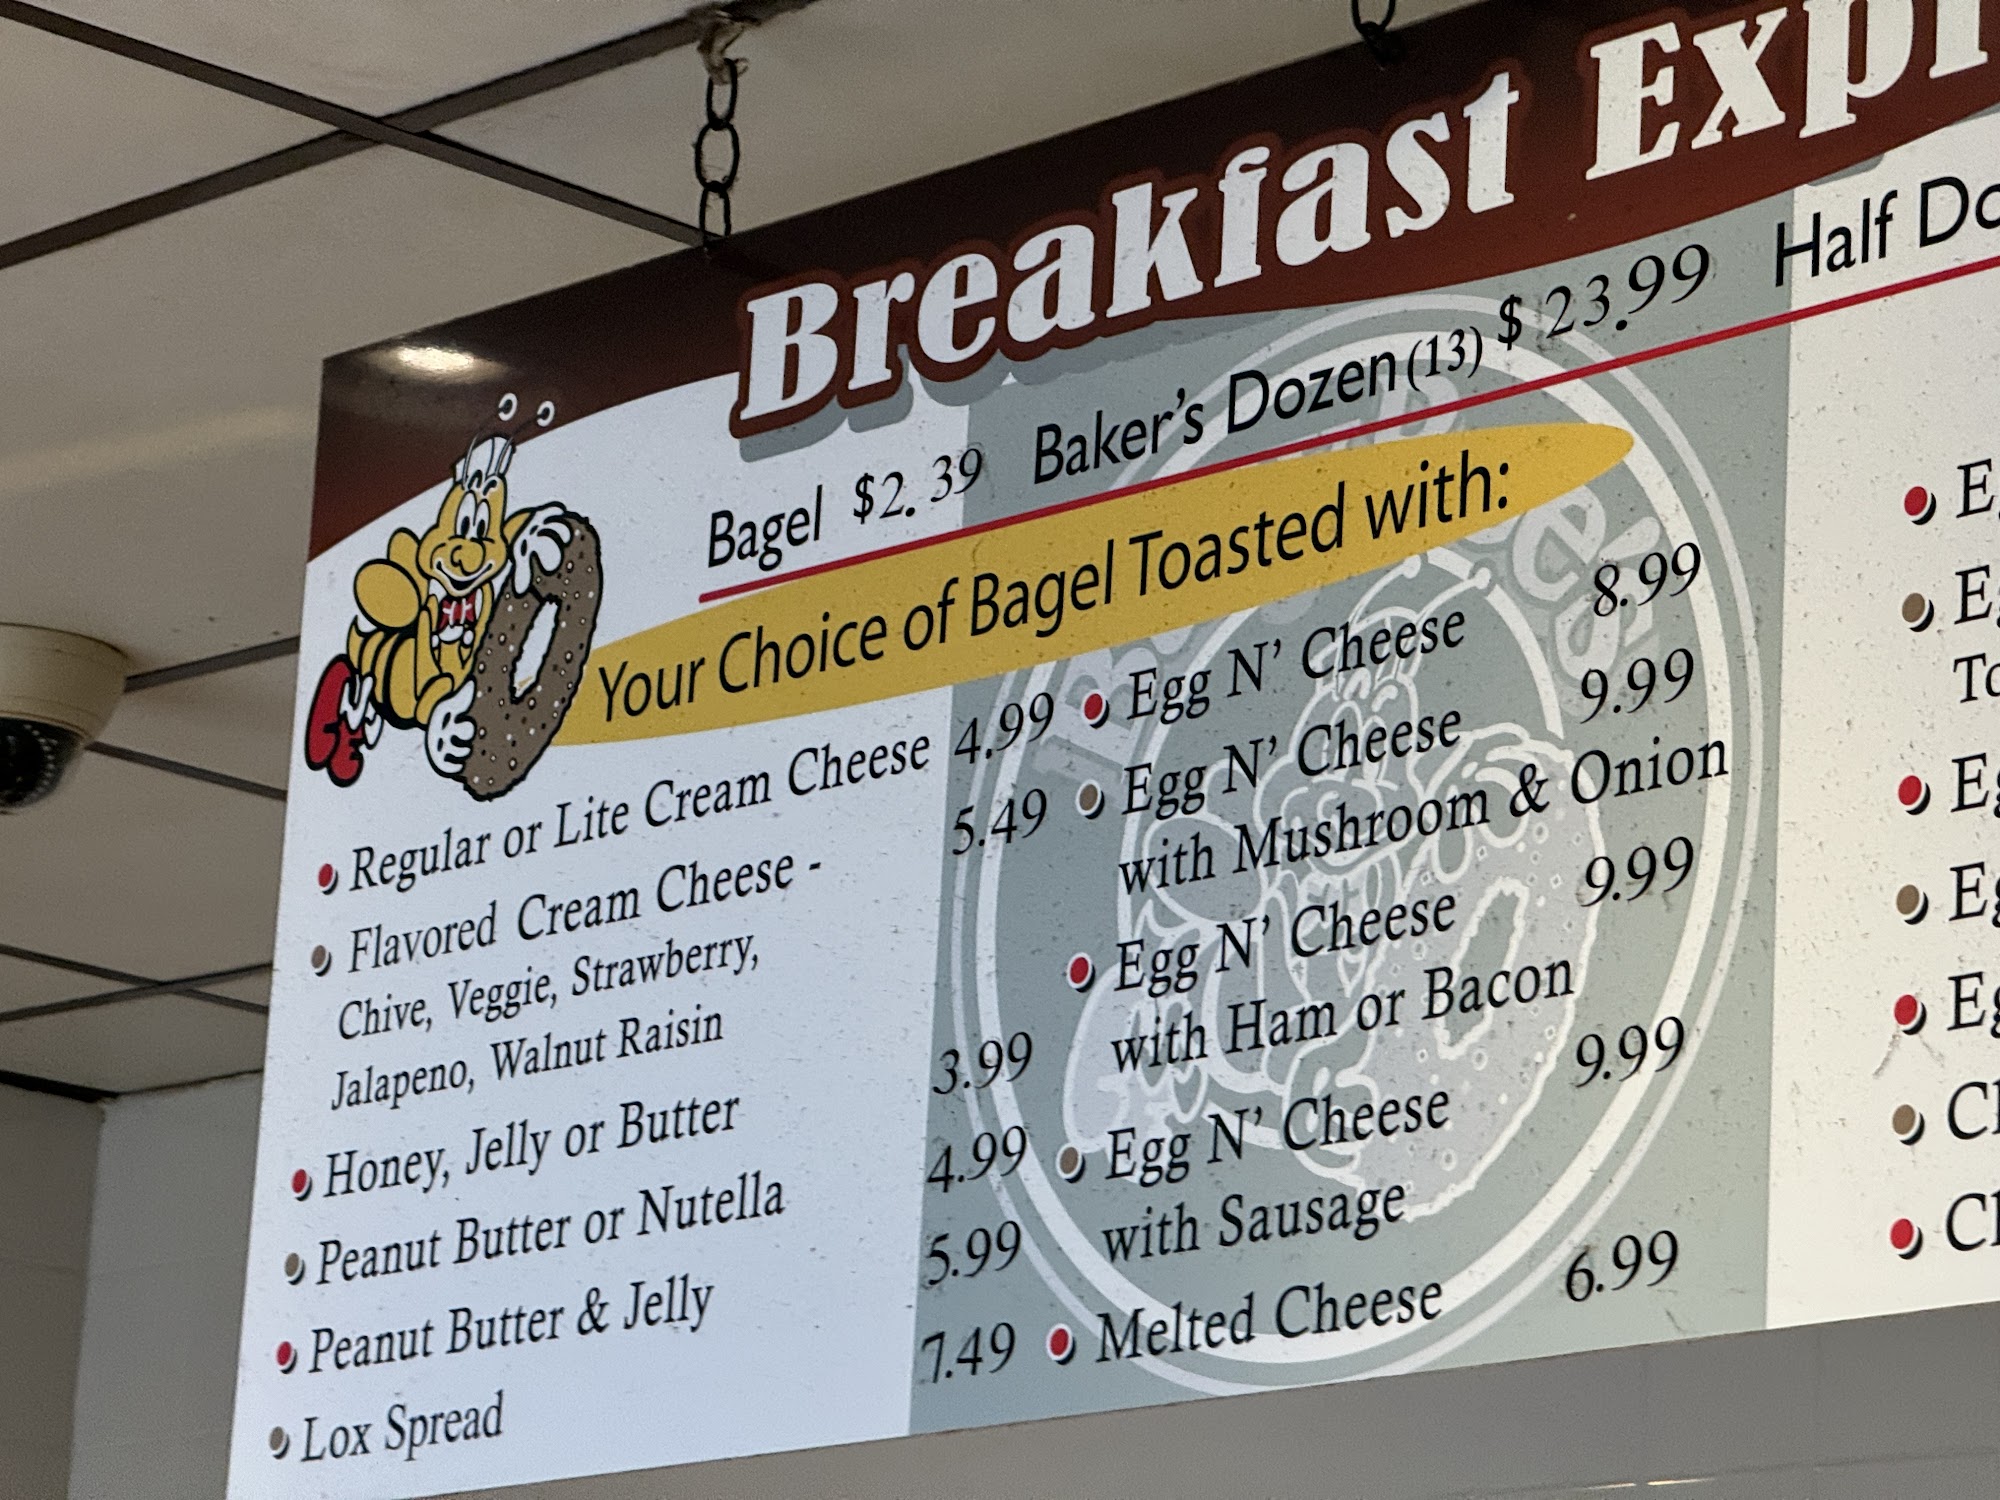 Breakfast Expr
Bagel $2.39 Baker's Dozen (13) $23.99 Half Do
Your Choice of Bagel Toasted with:
• Regular or Lite Cream Cheese 4.99
• Flavored Cream Cheese - 5.49
Chive, Veggie, Strawberry,
Jalapeno, Walnut Raisin
• Honey, Jelly or Butter 3.99
• Peanut Butter or Nutella 4.99
• Peanut Butter & Jelly 5.99
• Lox Spread 7.49
• Egg N' Cheese 8.99
• Egg N' Cheese 9.99
with Mushroom & Onion
• Egg N' Cheese 9.99
with Ham or Bacon
• Egg N' Cheese 9.99
with Sausage
• Melted Cheese 6.99